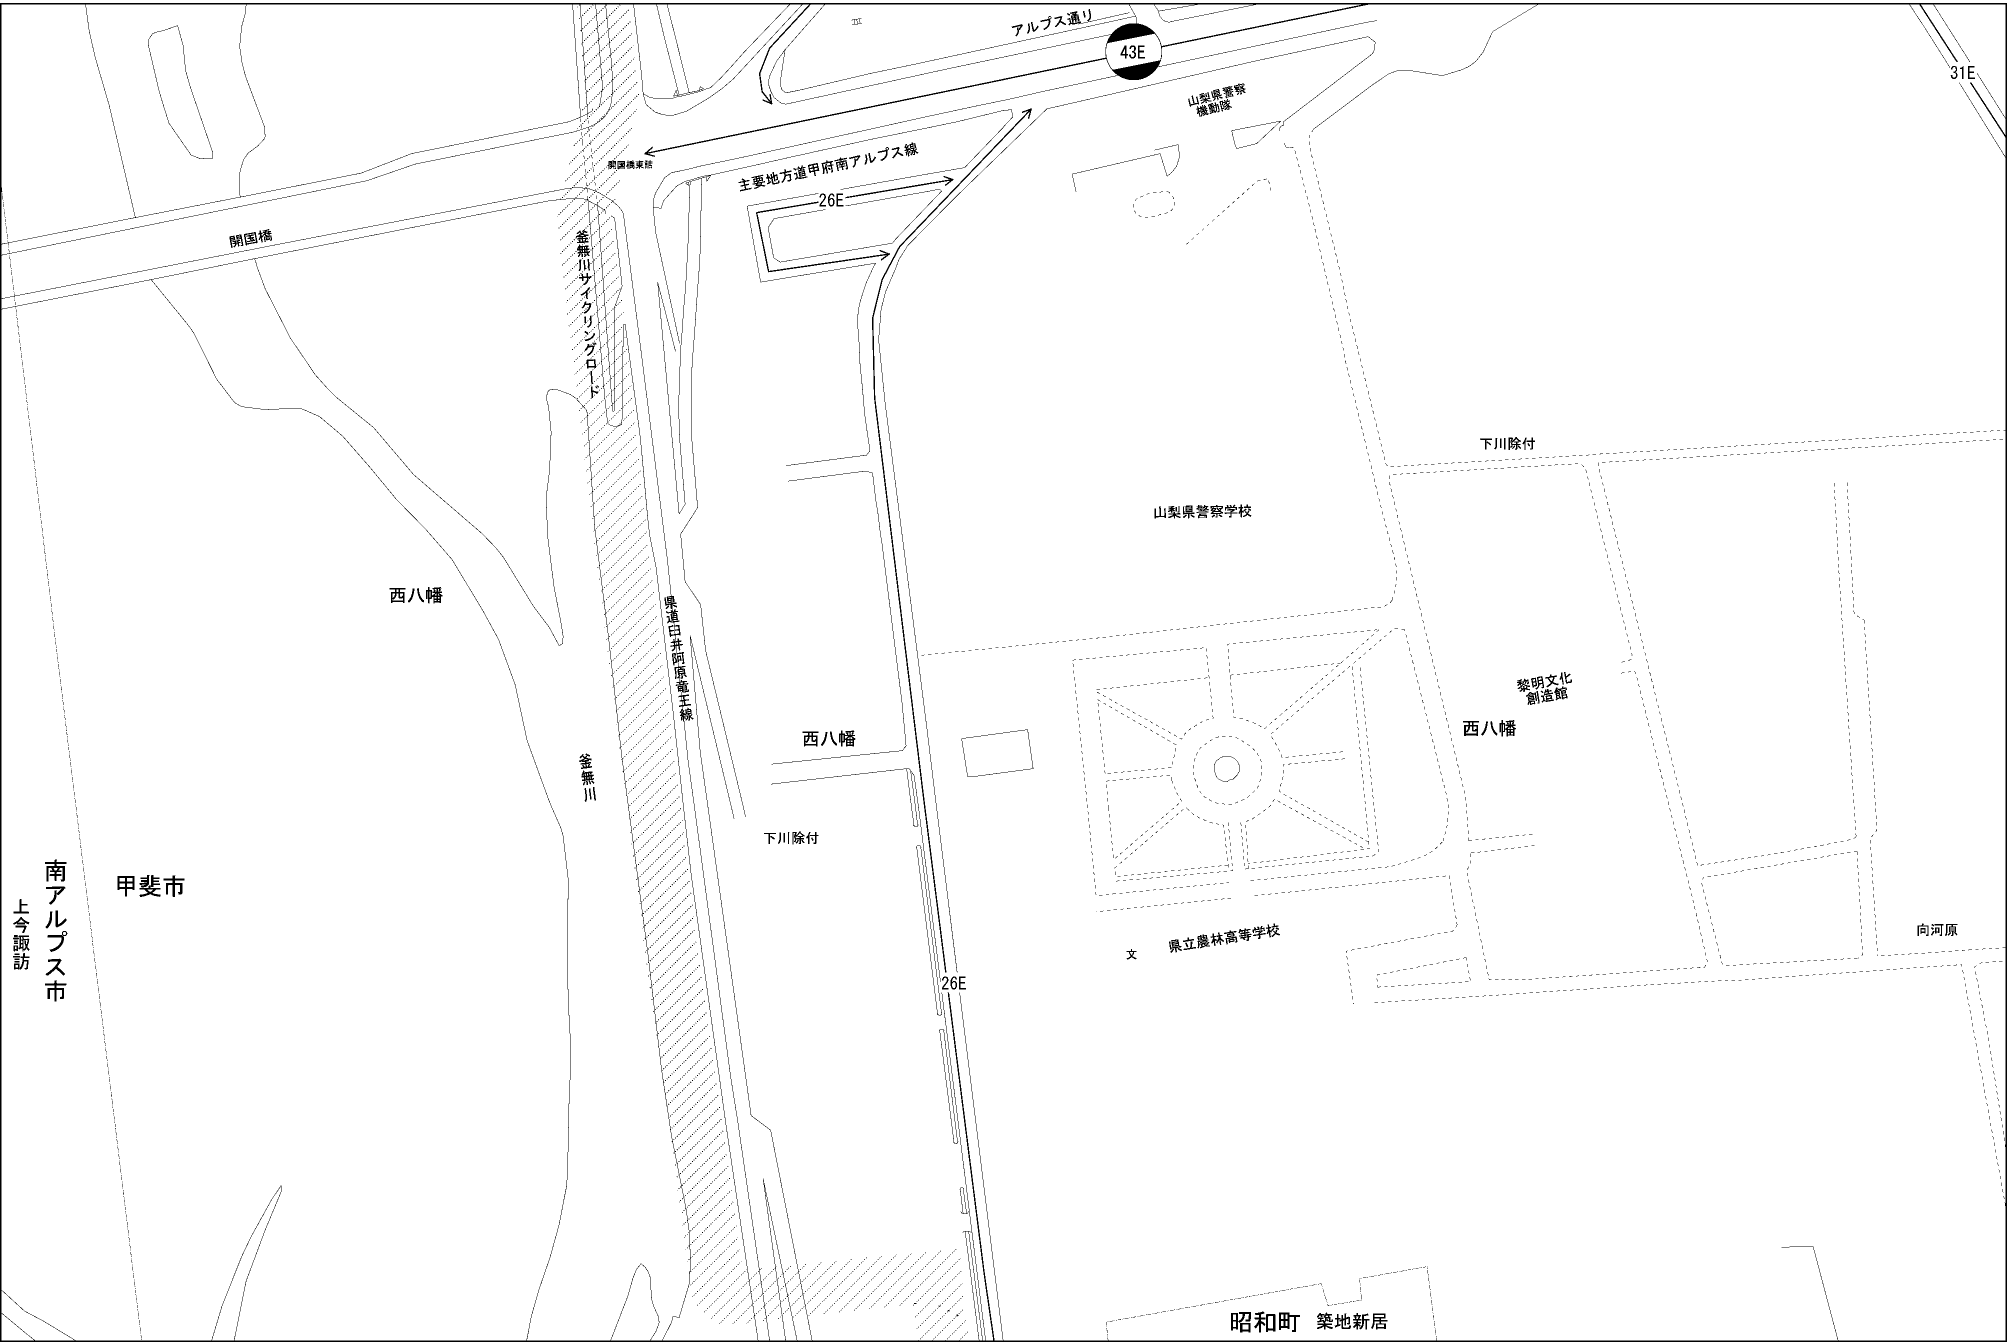 アルプス通り
43E
31E
山梨県警察
機動隊
開国橋東詰
主要地方道甲府南アルプス線
26E
開国橋
釜無川サイクリングロード
下川除付
山梨県警察学校
西八幡
県道臼井阿原竜王線
黎明文化
創造館
西八幡
西八幡
釜無川
下川除付
南アルプス市
甲斐市
上今諏訪
向河原
県立農林高等学校
文
26E
昭和町 築地新居